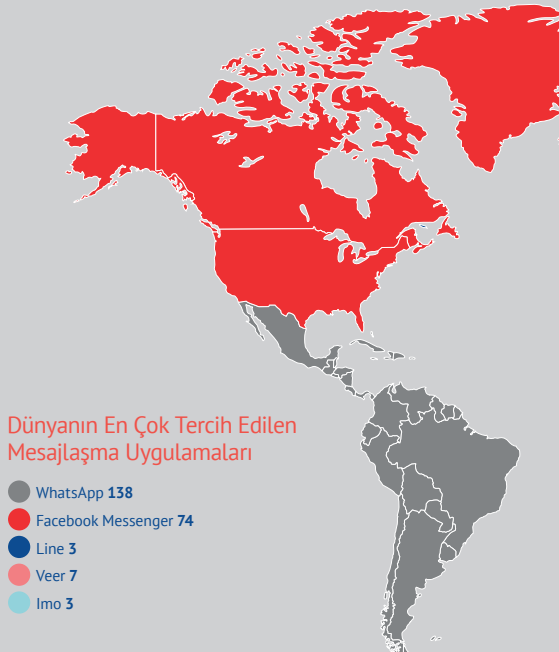 Dünyanın En Çok Tercih Edilen
Mesajlaşma Uygulamaları
WhatsApp 138
Facebook Messenger 74
Line 3
Veer 7
Imo 3